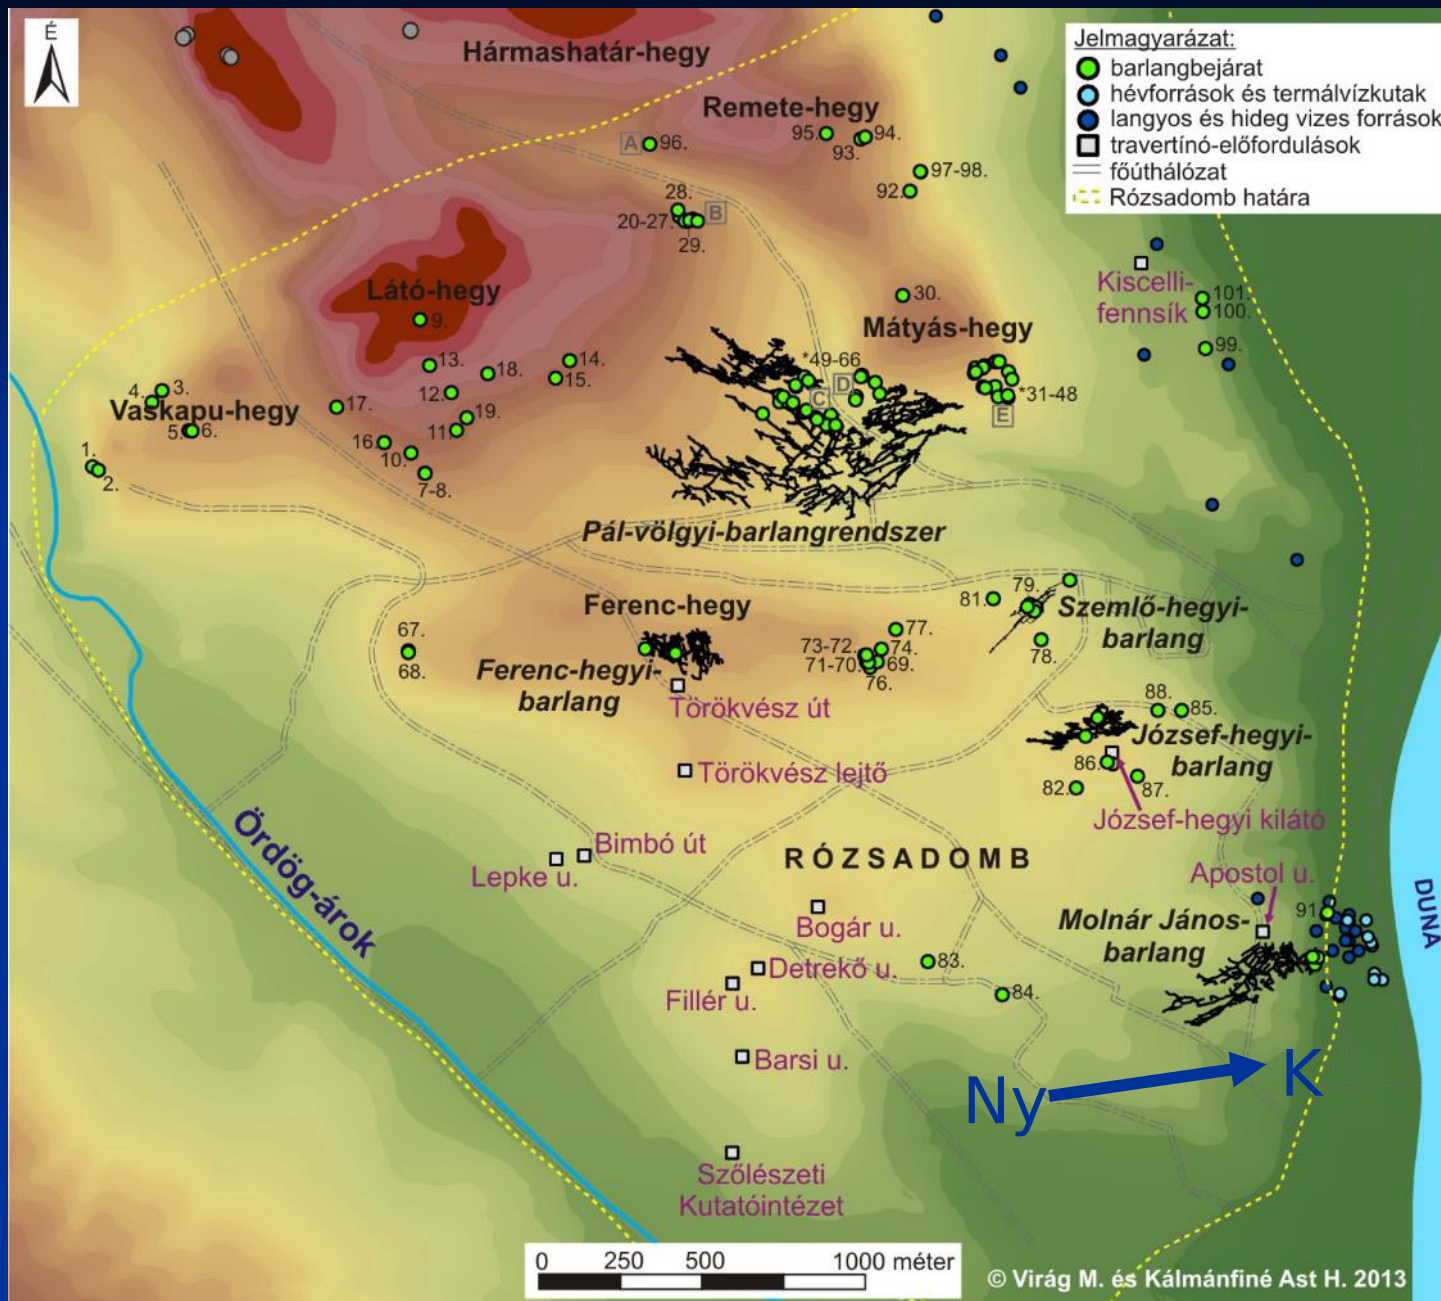 É
Hármashatár-hegy
Remete-hegy
Jelmagyarázat:
barlangbejárat
hévforrások és termálvízkutak
langyos és hideg vizes források
travertínó-előfordulások
főúthálózat
Rózsadomb határa
A
96.
95.
94.
93.
97-98.
92.
28.
20-27.
B
29.
Kiscelli-
fennsík
101.
100.
99.
Látó-hegy
9.
30.
Mátyás-hegy
13.
18.
14.
15.
12.
19.
11.
17.
16.
10.
7-8.
*49-66
D
C
*31-48
E
4.
3.
Vaskapu-hegy
5.
6.
1.
2.
Pál-völgyi-barlangrendszer
Ferenc-hegy
Ferenc-hegyi-
barlang
67.
68.
81.
79.
Szemlő-hegyi-
barlang
78.
77.
73-72.
74.
71-70.
69.
76.
Törökvész út
Törökvész lejtő
88.
85.
József-hegyi-
barlang
86.
87.
82.
József-hegyi kilátó
Ördög-árok
Bimbó út
Lepke u.
RÓZSADOMB
Apostol u.
DUNA
Bogár u.
Molnár János-
barlang
91.
Detrekő u.
83.
Fillér u.
84.
Barsi u.
Ny
K
Szőlészeti
Kutatóintézet
0 250 500 1000 méter
© Virág M. és Kálmánfiné Ast H. 2013